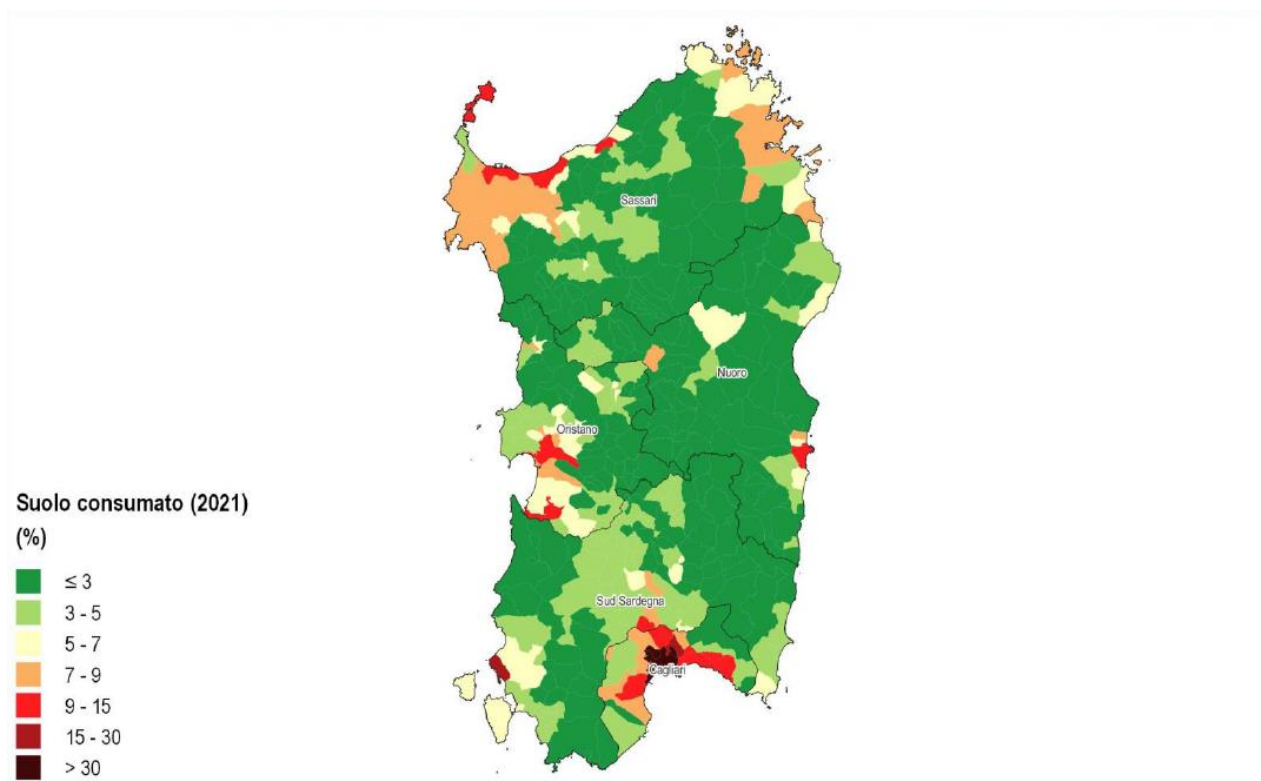 Sassari
Nuoro
Oristano
Suolo consumato (2021)
(%)
≤ 3
3 - 5
5 - 7
7 - 9
9 - 15
15 - 30
> 30
Sud Sardegna
Cagliari